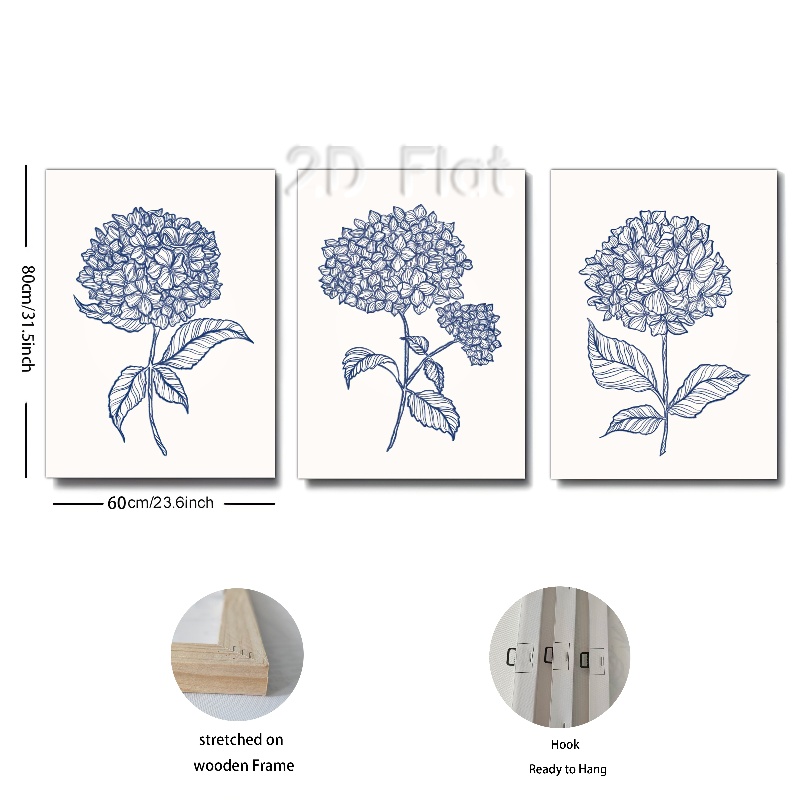 2D Flat
80cm/31.5inch
60cm/23.6inch
stretched on
wooden Frame
Hook
Ready to Hang